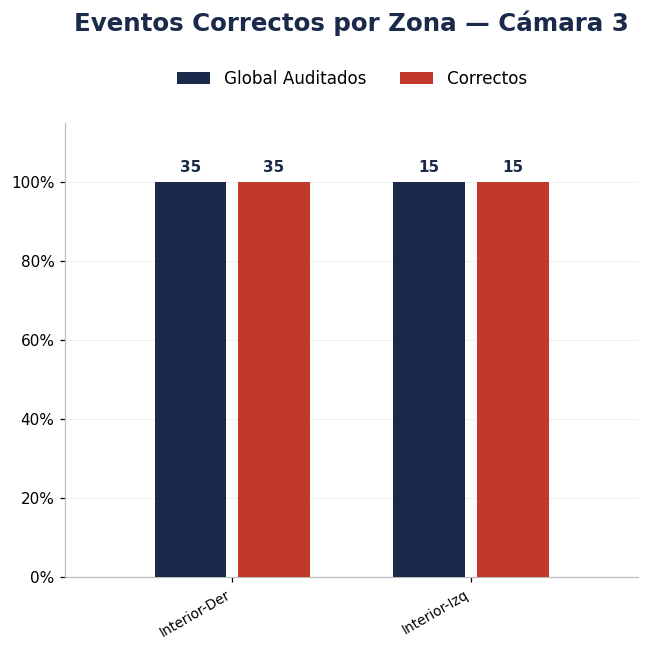 Eventos Correctos por Zona — Cámara 3
Global Auditados
Correctos
35
35
15
15
100%
80%
60%
40%
20%
0%
Interior-Der
Interior-Izq